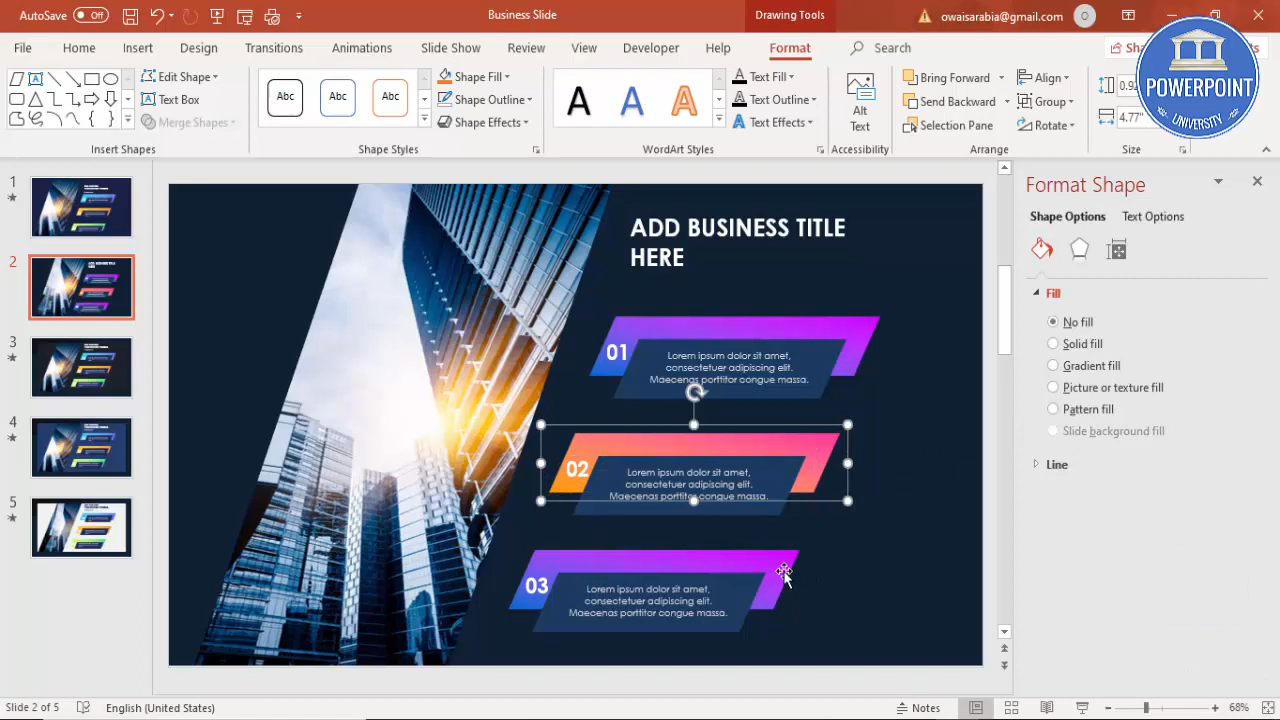 AutoSave Off
Business Slide
Drawing Tools
owaisarabia@gmail.com
O
File Home Insert Design Transitions Animations Slide Show Review View Developer Help Format Search
POWERPOINT
UNIVERSITY
Edit Shape
Text Box
Merge Shapes
Insert Shapes
Abc Abc Abc
Shape Fill
Shape Outline
Shape Effects
Shape Styles
A A A
Text Fill
Text Outline
Text Effects
WordArt Styles
Alt
Text
Accessibility
Bring Forward
Send Backward
Selection Pane
Align
Group
Rotate
Arrange
4.77"
Size
1
2
3
4
5
ADD BUSINESS TITLE
HERE
01
Lorem ipsum dolor sit amet,
consectetuer adipiscing elit.
Maecenas porttitor congue massa.
02
Lorem ipsum dolor sit amet,
consectetuer adipiscing elit.
Maecenas porttitor congue massa.
03
Lorem ipsum dolor sit amet,
consectetuer adipiscing elit.
Maecenas porttitor congue massa.
Format Shape
Shape Options Text Options
Fill
No fill
Solid fill
Gradient fill
Picture or texture fill
Pattern fill
Slide background fill
Line
Slide 2 of 5
English (United States)
Notes
68%